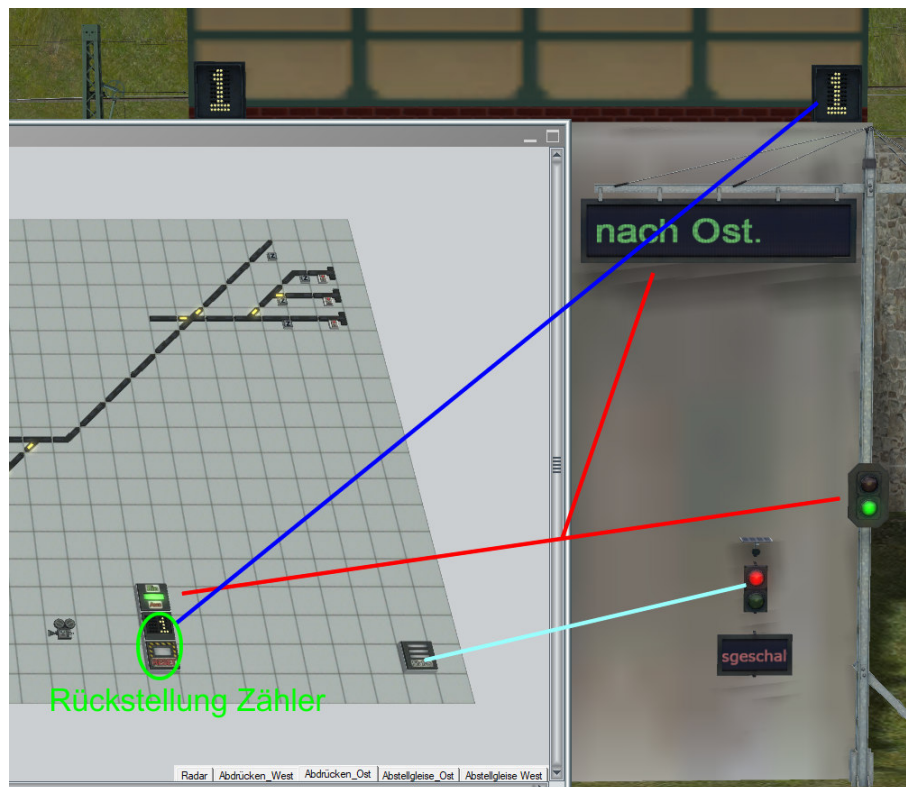 1
1
nach Ost.
1
sgeschal
Rückstellung Zähler
Radar
Abdrücken_West
Abdrücken_Ost
Abstellgleise_Ost
Abstellgleise West